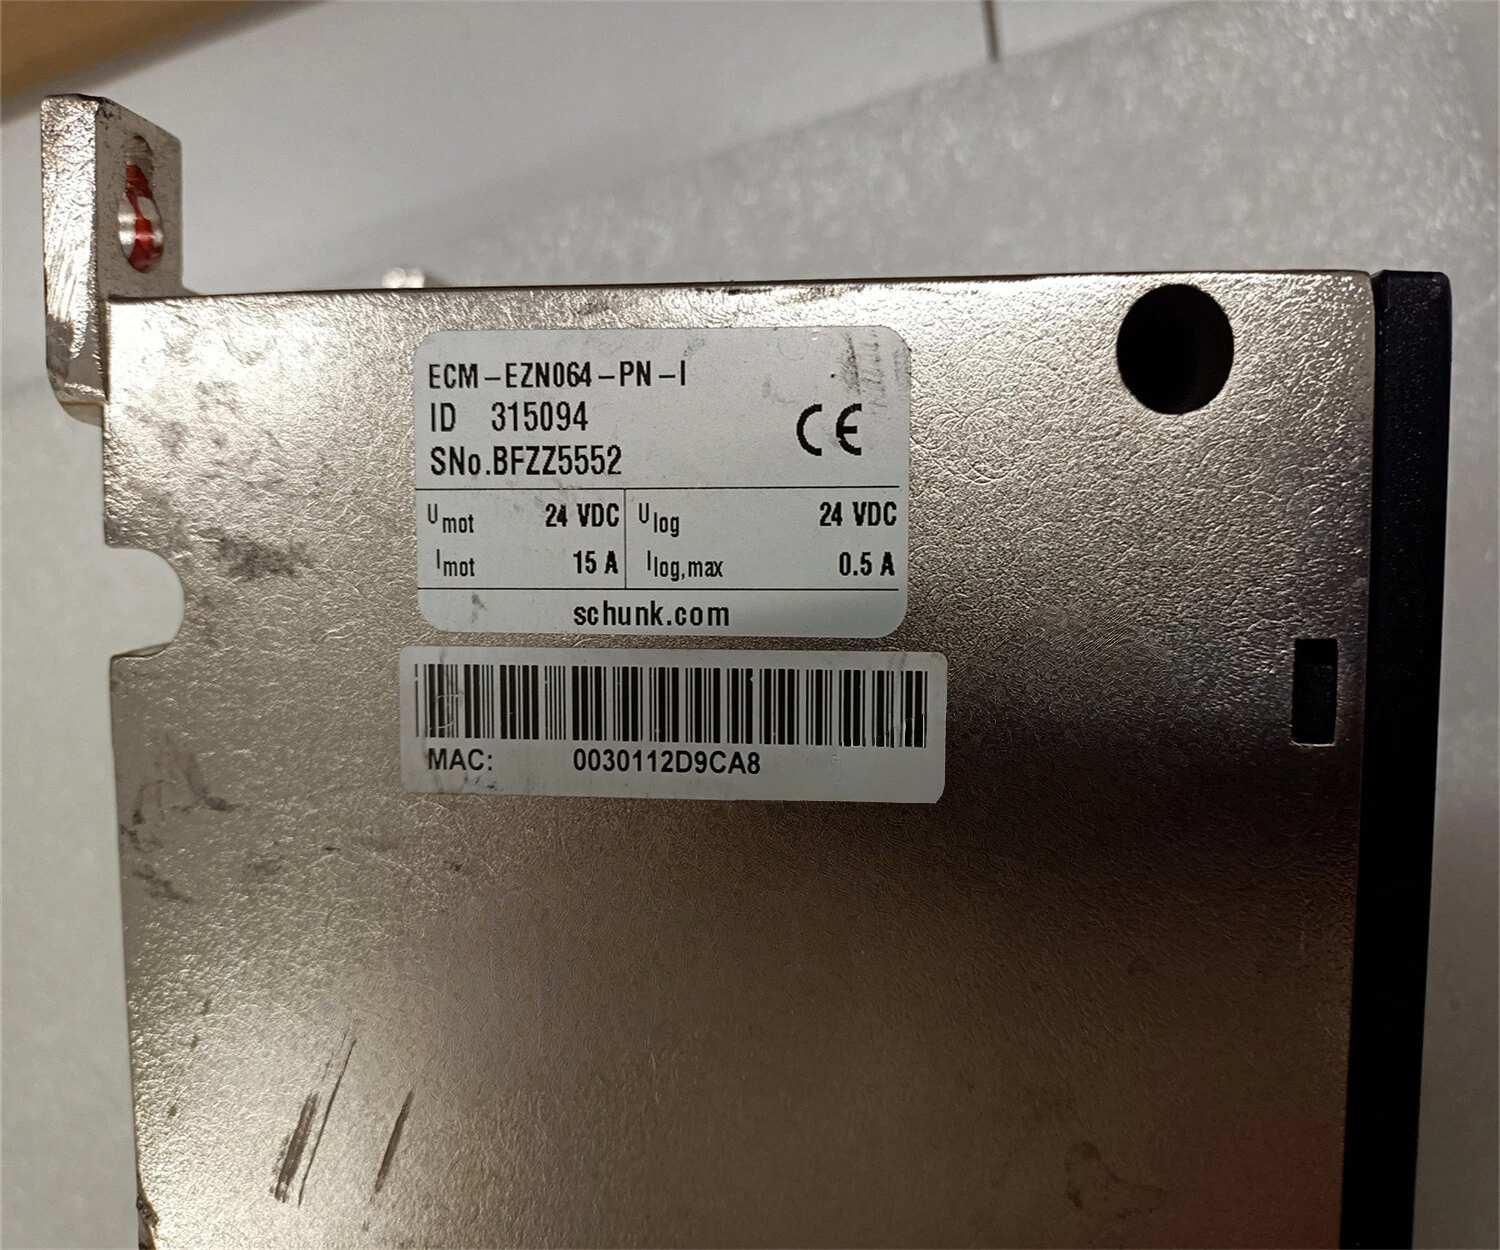 ECM-EZN064-PN-I
ID 315094
SNo.BFZZ5552
CE
Umot 24 VDC Ulog 24 VDC
Imot 15 A Ilog,max 0.5 A
schunk.com
MAC: 0030112D9CA8